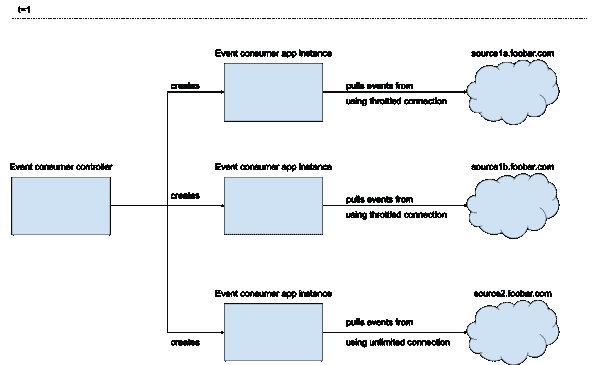 t=1
Event consumer app instance
source1a.foobar.com
creates
pulls events from
using throttled connection
Event consumer controller
Event consumer app instance
source1b.foobar.com
creates
pulls events from
using throttled connection
Event consumer app instance
source2.foobar.com
creates
pulls events from
using unlimited connection